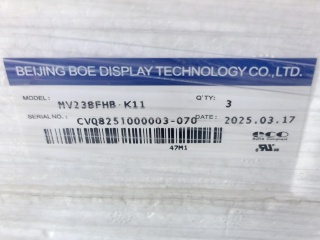 BEIJING BOE DISPLAY TECHNOLOGY CO.,LTD.
MODEL: MV238FHB-K11 Q'TY: 3
SERIAL NO.: CVQ8251000003-070 DATE: 2025.03.17
47M1
eco